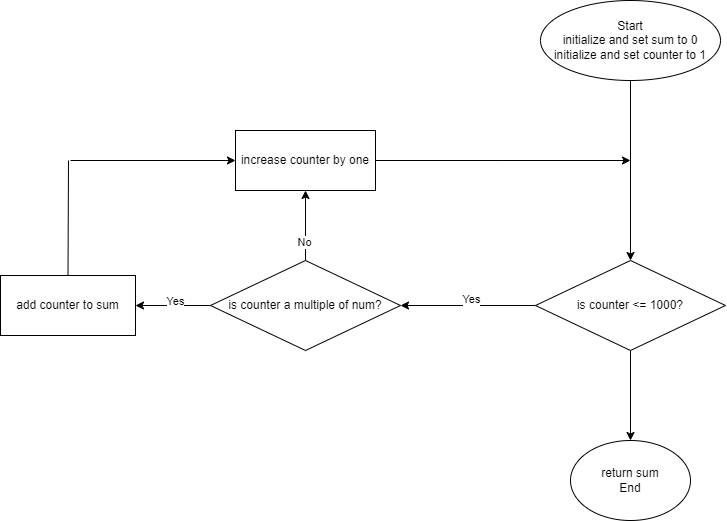 Start
initialize and set sum to 0
initialize and set counter to 1
increase counter by one
No
add counter to sum
Yes
is counter a multiple of num?
Yes
is counter <= 1000?
return sum
End